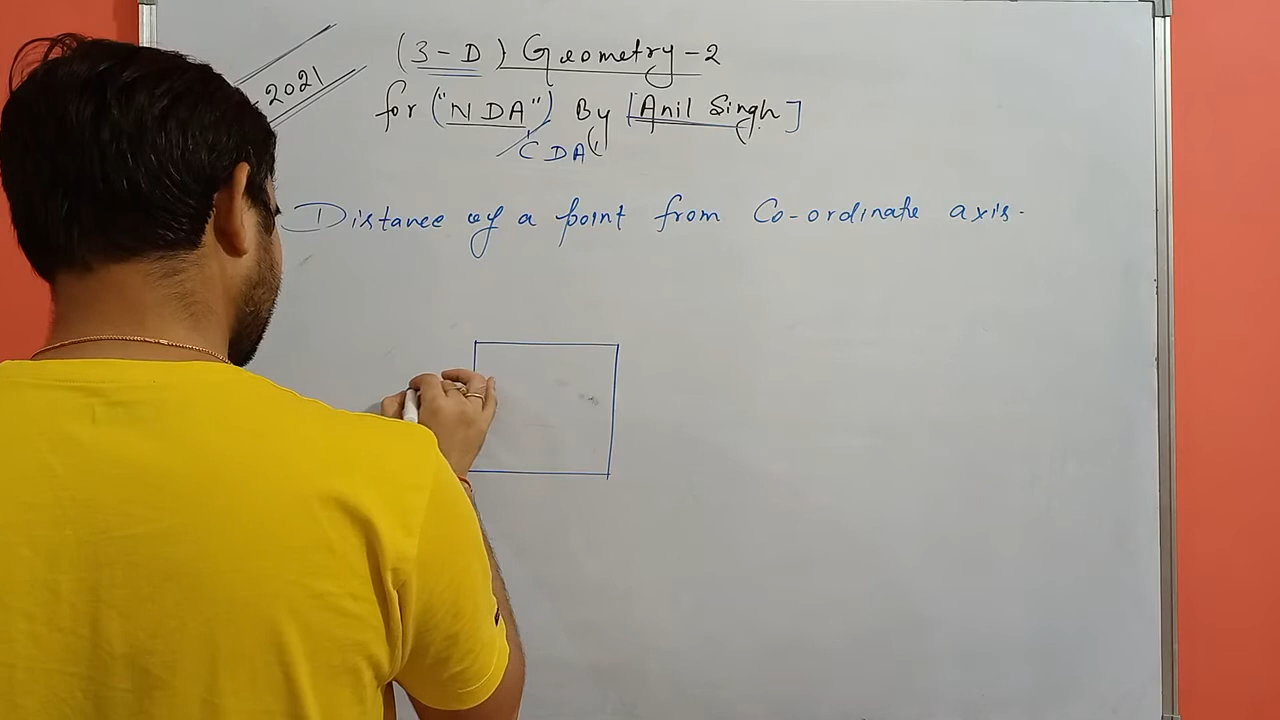 2021
(3-D) Geometry-2
for ("NDA") By [Anil Singh]
CDA
Distance of a point from Co-ordinate axis.